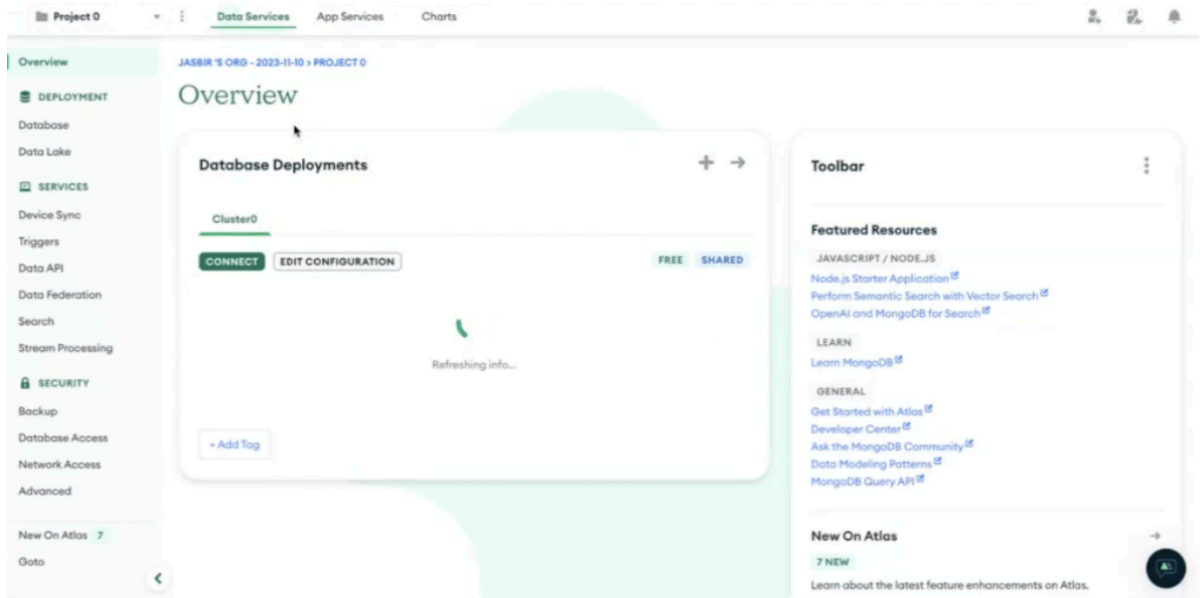 Project 0
Data Services
App Services
Charts
Overview
DEPLOYMENT
Database
Data Lake
SERVICES
Device Sync
Triggers
Data API
Data Federation
Search
Stream Processing
SECURITY
Backup
Database Access
Network Access
Advanced
New On Atlas 7
Goto
JASBIR 'S ORG - 2023-11-10 > PROJECT 0
Overview
Database Deployments
Cluster0
CONNECT EDIT CONFIGURATION FREE SHARED
Refreshing info...
+ Add Tag
Toolbar
Featured Resources
JAVASCRIPT / NODE.JS
Node.js Starter Application
Perform Semantic Search with Vector Search
OpenAI and MongoDB for Search
LEARN
Learn MongoDB
GENERAL
Get Started with Atlas
Developer Center
Ask the MongoDB Community
Data Modeling Patterns
MongoDB Query API
New On Atlas
7 NEW
Learn about the latest feature enhancements on Atlas.